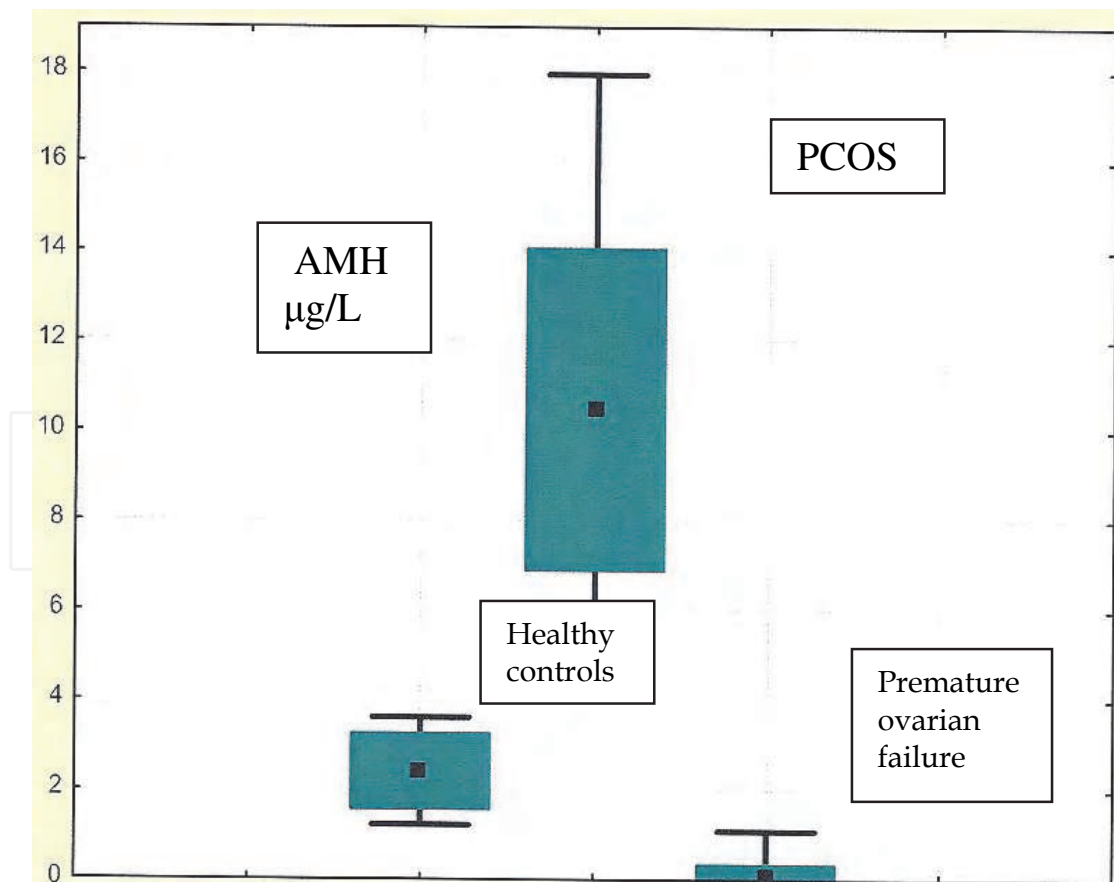 18
16
14
12
10
8
6
4
2
0
PCOS
AMH
µg/L
Healthy
controls
Premature
ovarian
failure